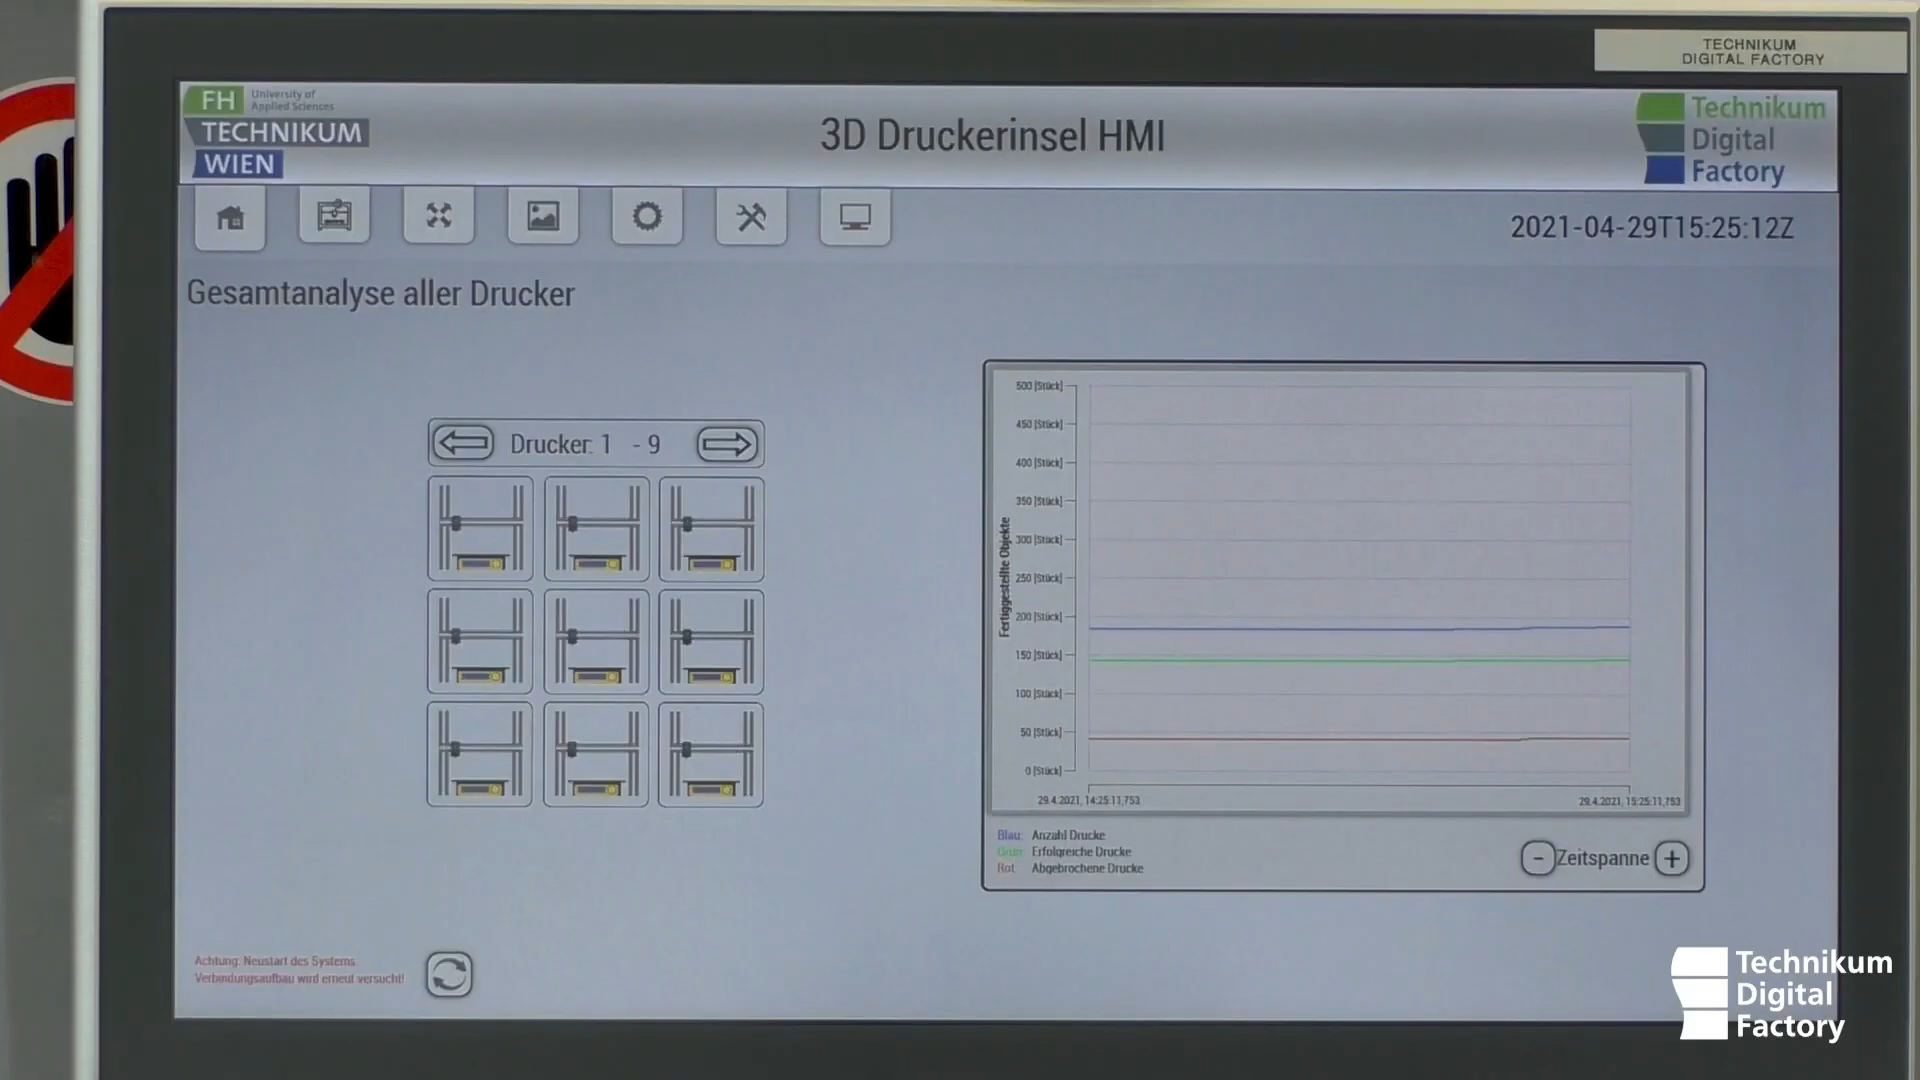 TECHNIKUM
DIGITAL FACTORY
FH University of
Applied Sciences
TECHNIKUM
WIEN
3D Druckerinsel HMI
Technikum
Digital
Factory
2021-04-29T15:25:12Z
Gesamtanalyse aller Drucker
Drucker: 1 - 9
Fertiggestellte Objekte
500 [Stück]
450 [Stück]
400 [Stück]
350 [Stück]
300 [Stück]
250 [Stück]
200 [Stück]
150 [Stück]
100 [Stück]
50 [Stück]
0 [Stück]
29.4.2021, 14:25:11,753
29.4.2021, 15:25:11,753
Blau: Anzahl Drucke
Grün: Erfolgreiche Drucke
Rot: Abgebrochene Drucke
- Zeitspanne +
Achtung: Neustart des Systems.
Verbindungsaufbau wird erneut versucht!
Technikum
Digital
Factory